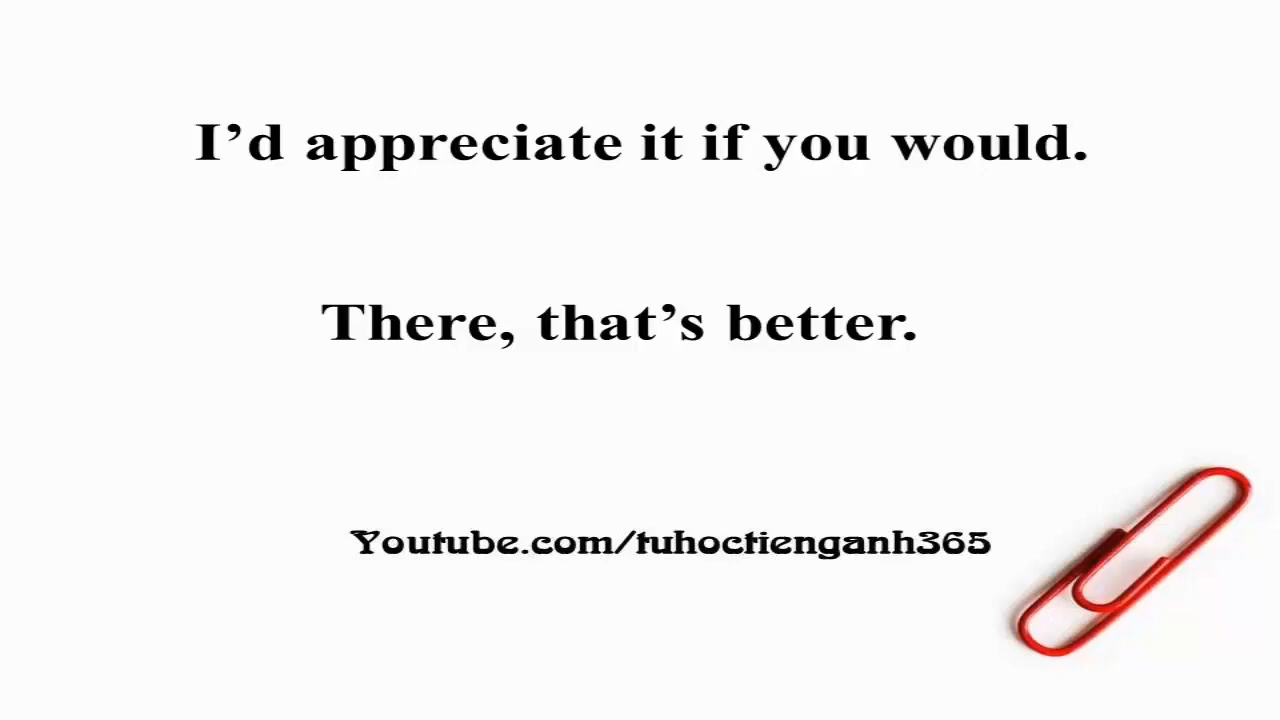 I’d appreciate it if you would.
There, that’s better.
Youtube.com/tuhoctienganh365